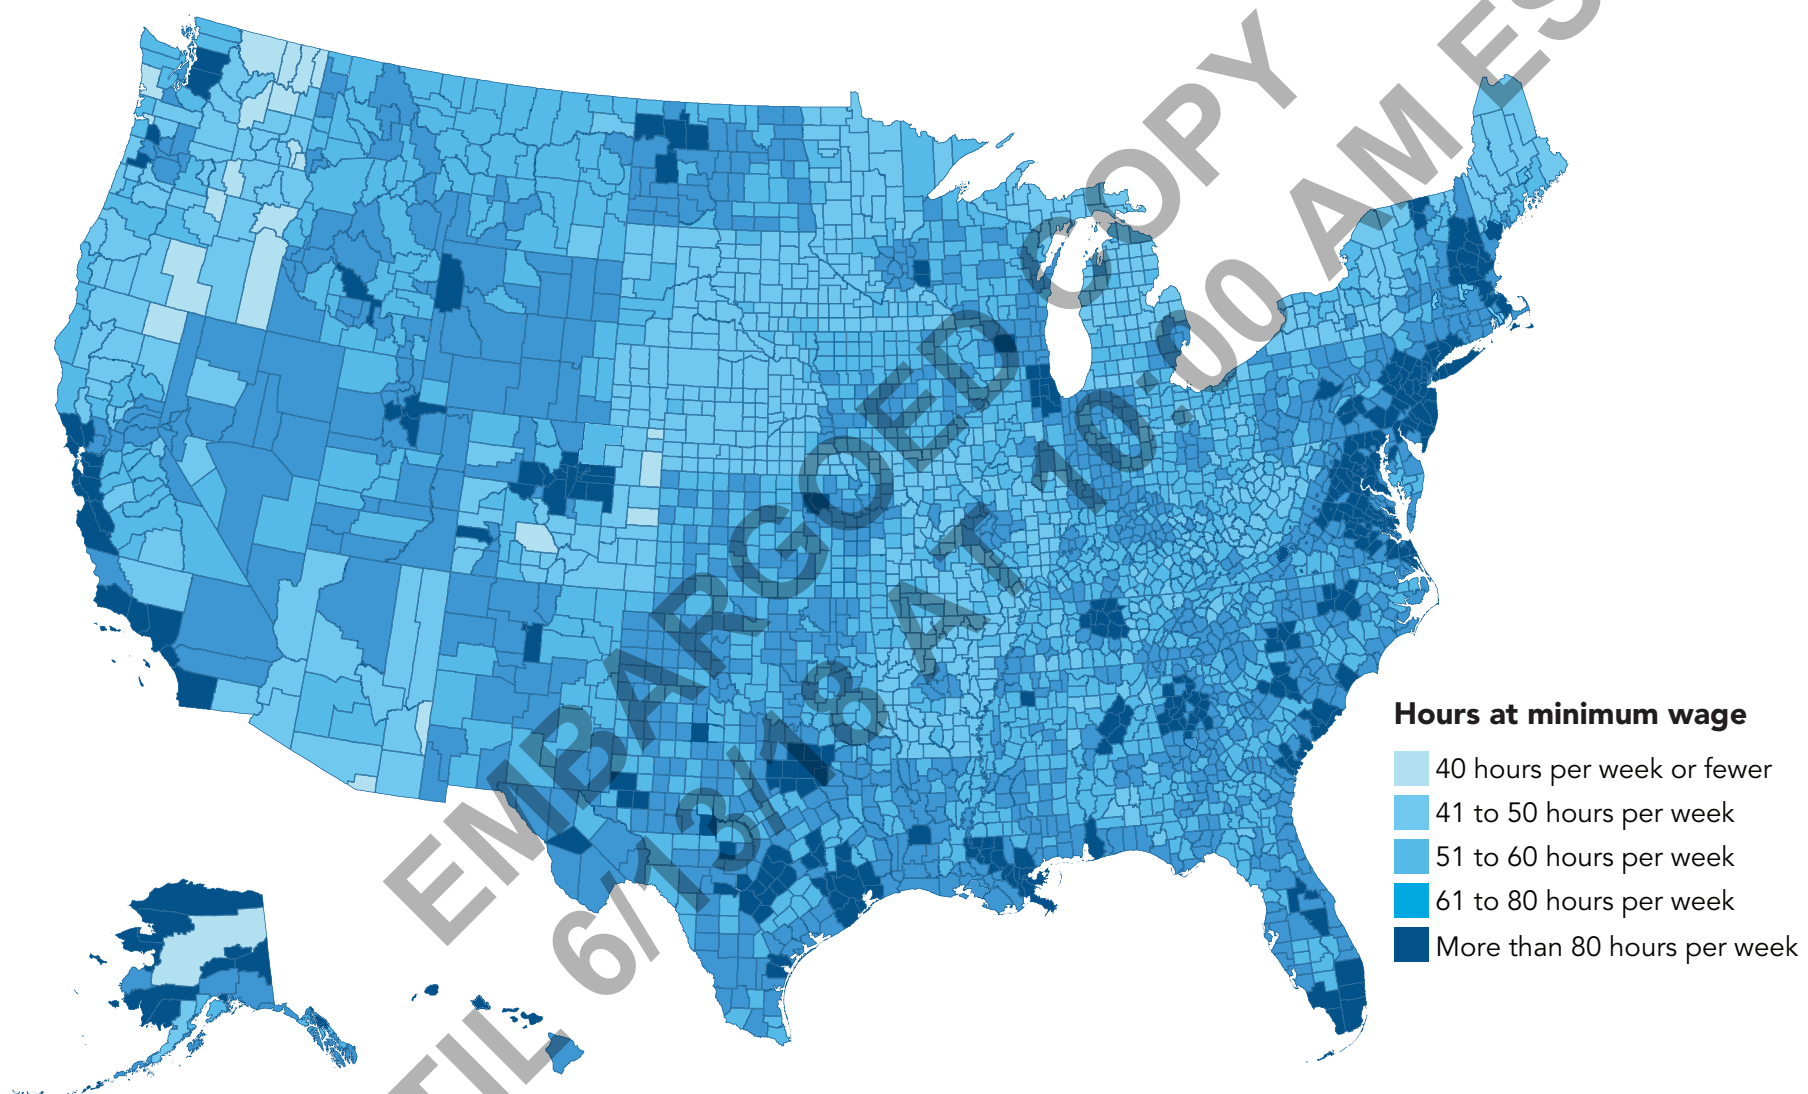 EMBARGOED COPY
TIL 6/13/18 AT 10:00 AM ES
Hours at minimum wage
40 hours per week or fewer
41 to 50 hours per week
51 to 60 hours per week
61 to 80 hours per week
More than 80 hours per week